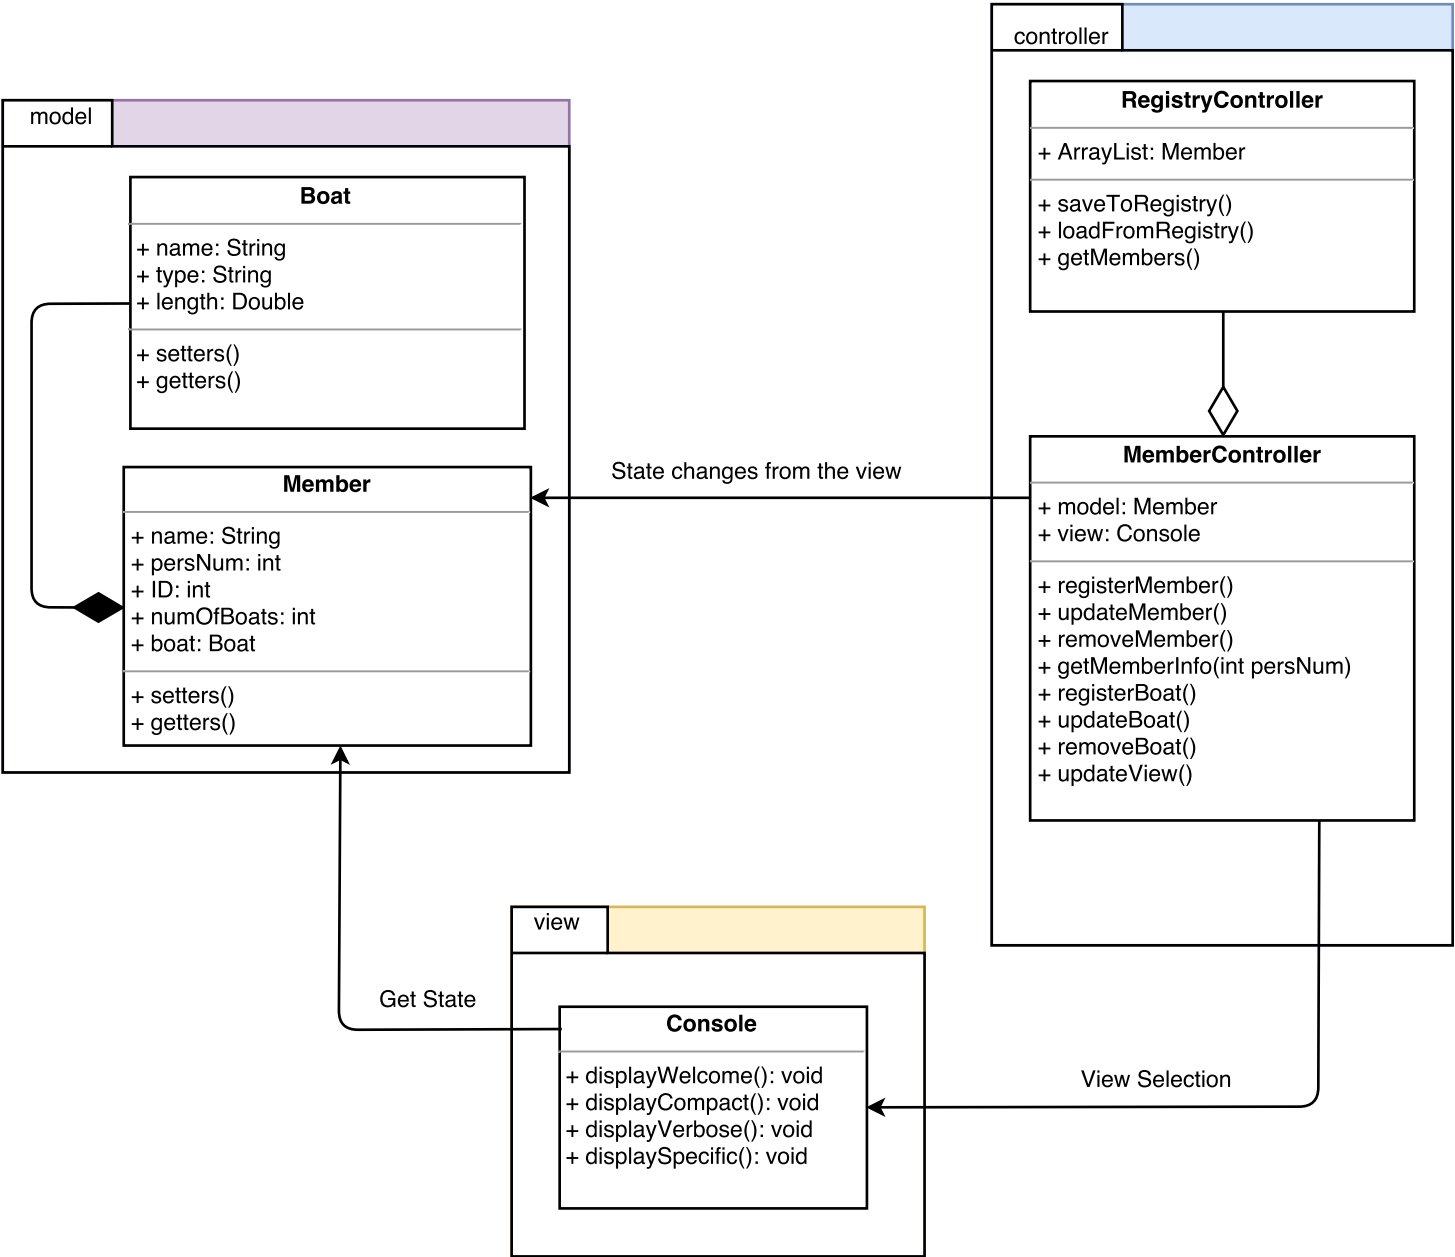 model
Boat
+ name: String
+ type: String
+ length: Double
+ setters()
+ getters()
Member
+ name: String
+ persNum: int
+ ID: int
+ numOfBoats: int
+ boat: Boat
+ setters()
+ getters()
State changes from the view
controller
RegistryController
+ ArrayList: Member
+ saveToRegistry()
+ loadFromRegistry()
+ getMembers()
MemberController
+ model: Member
+ view: Console
+ registerMember()
+ updateMember()
+ removeMember()
+ getMemberInfo(int persNum)
+ registerBoat()
+ updateBoat()
+ removeBoat()
+ updateView()
Get State
view
Console
+ displayWelcome(): void
+ displayCompact(): void
+ displayVerbose(): void
+ displaySpecific(): void
View Selection